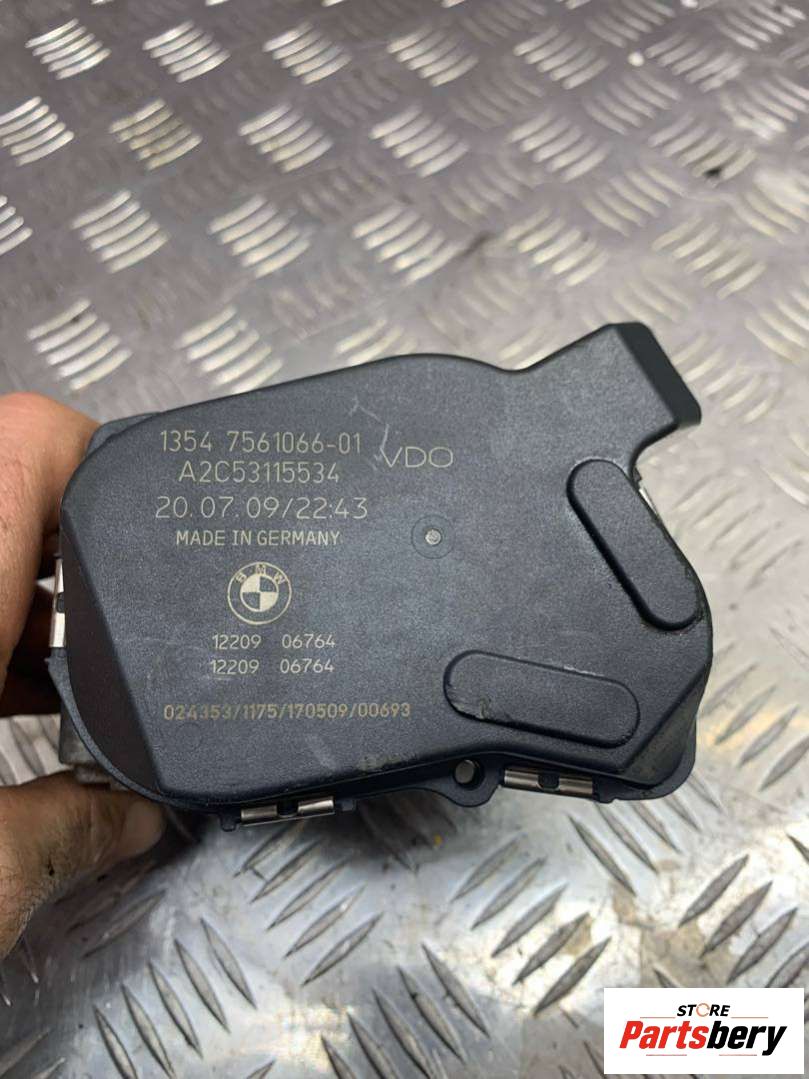 1354 7561066-01
VDO
A2C53115534
20.07.09/22:43
MADE IN GERMANY
BMW
12209 06764
12209 06764
024353/1175/170509/00693
STORE
Partsbery